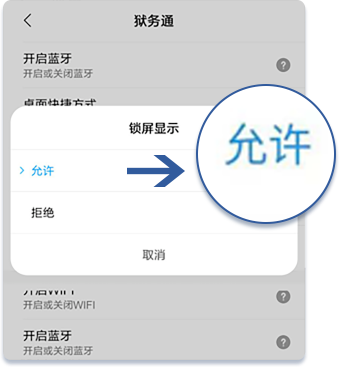 狱务通
开启蓝牙
开启或关闭蓝牙
桌面快捷方式
锁屏显示
允许
允许
拒绝
取消
开启WIFI
开启或关闭WIFI
开启蓝牙
开启或关闭蓝牙